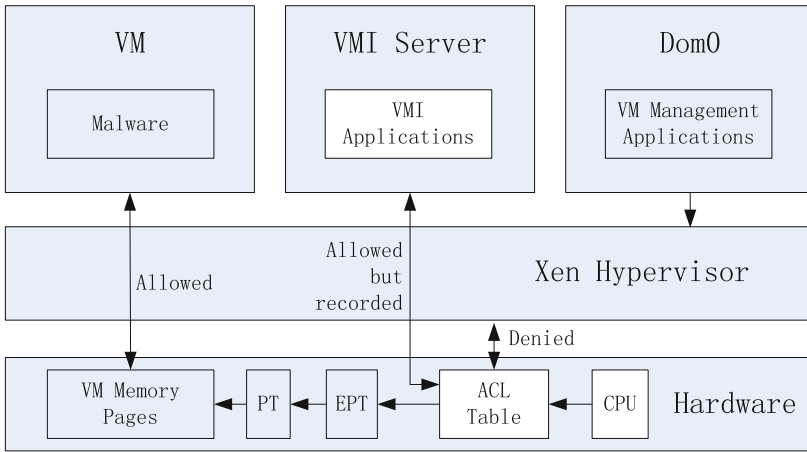 VM
Malware
VMI Server
VMI
Applications
Dom0
VM Management
Applications
Allowed
Allowed
but
recorded
Xen Hypervisor
Denied
VM Memory
Pages
PT
EPT
ACL
Table
CPU
Hardware